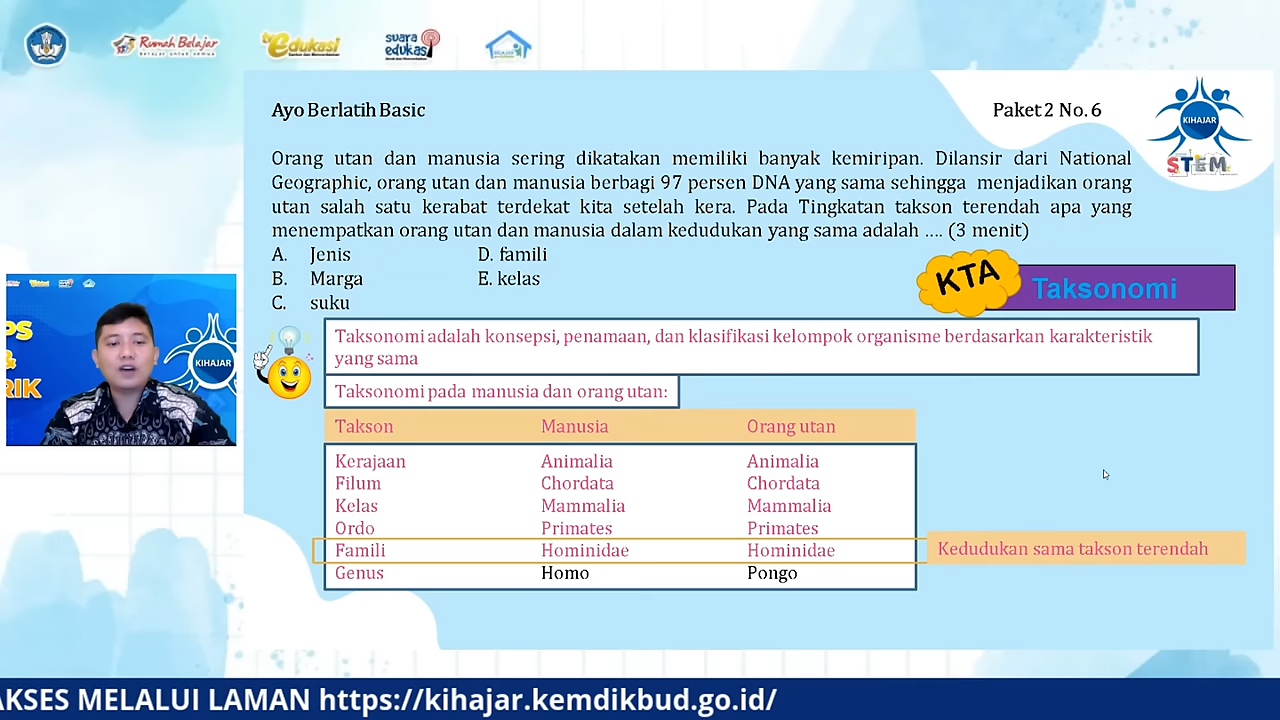 Rumah Belajar
tv edukasi
suara
edukasi
Ayo Berlatih Basic
Paket 2 No. 6
KIHAJAR
STEM
Orang utan dan manusia sering dikatakan memiliki banyak kemiripan. Dilansir dari National
Geographic, orang utan dan manusia berbagi 97 persen DNA yang sama sehingga menjadikan orang
utan salah satu kerabat terdekat kita setelah kera. Pada Tingkatan takson terendah apa yang
menempatkan orang utan dan manusia dalam kedudukan yang sama adalah .... (3 menit)
A. Jenis D. famili
B. Marga E. kelas
C. suku
KTA
Taksonomi
PS
&
RIK
KIHAJAR
Taksonomi adalah konsepsi, penamaan, dan klasifikasi kelompok organisme berdasarkan karakteristik
yang sama
Taksonomi pada manusia dan orang utan:
Takson Manusia Orang utan
Kerajaan Animalia Animalia
Filum Chordata Chordata
Kelas Mammalia Mammalia
Ordo Primates Primates
Famili Hominidae Hominidae Kedudukan sama takson terendah
Genus Homo Pongo
AKSES MELALUI LAMAN https://kihajar.kemdikbud.go.id/